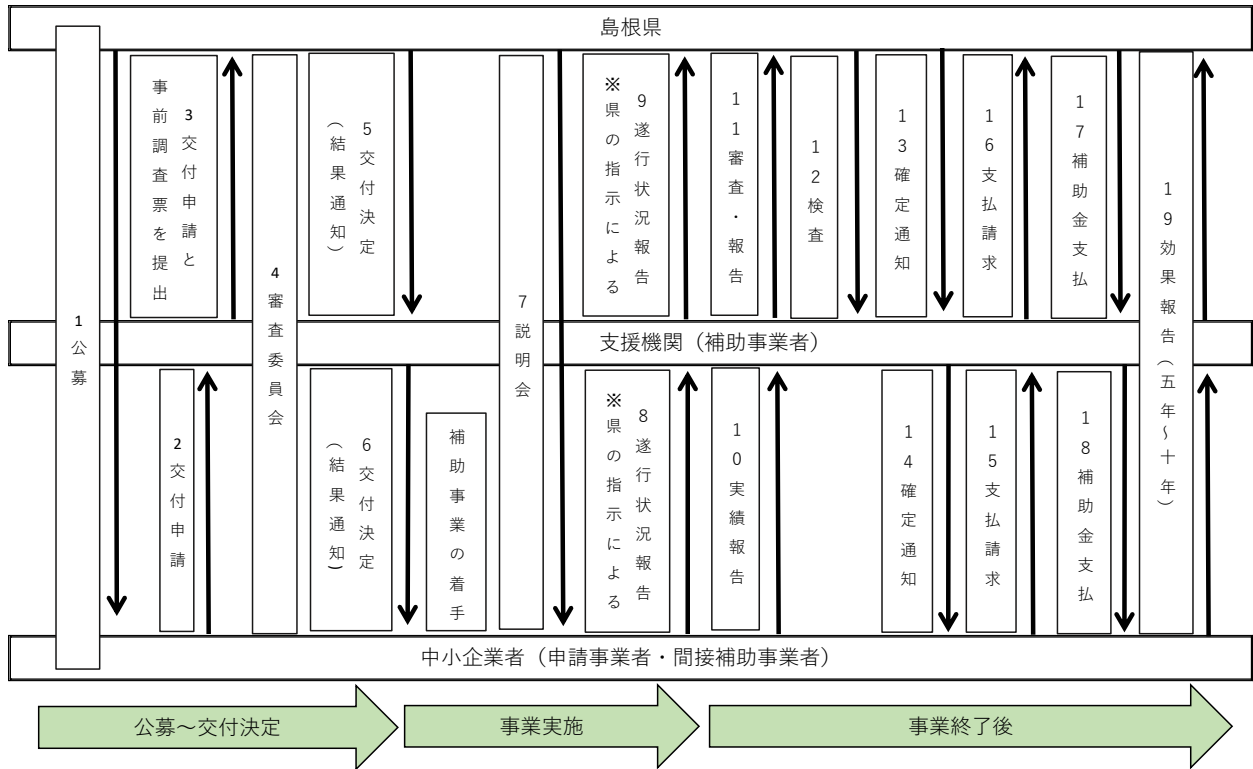 島根県
1公募
3交付申請と
事前調査票を提出
4審査委員会
5交付決定
(結果通知)
7説明会
9遂行状況報告
※県の指示による
11審査・報告
12検査
13確定通知
16支払請求
17補助金支払
19効果報告(五年~十年)
支援機関(補助事業者)
2交付申請
6交付決定
(結果通知)
補助事業の着手
8遂行状況報告
※県の指示による
10実績報告
14確定通知
15支払請求
18補助金支払
中小企業者(申請事業者・間接補助事業者)
公募~交付決定
事業実施
事業終了後